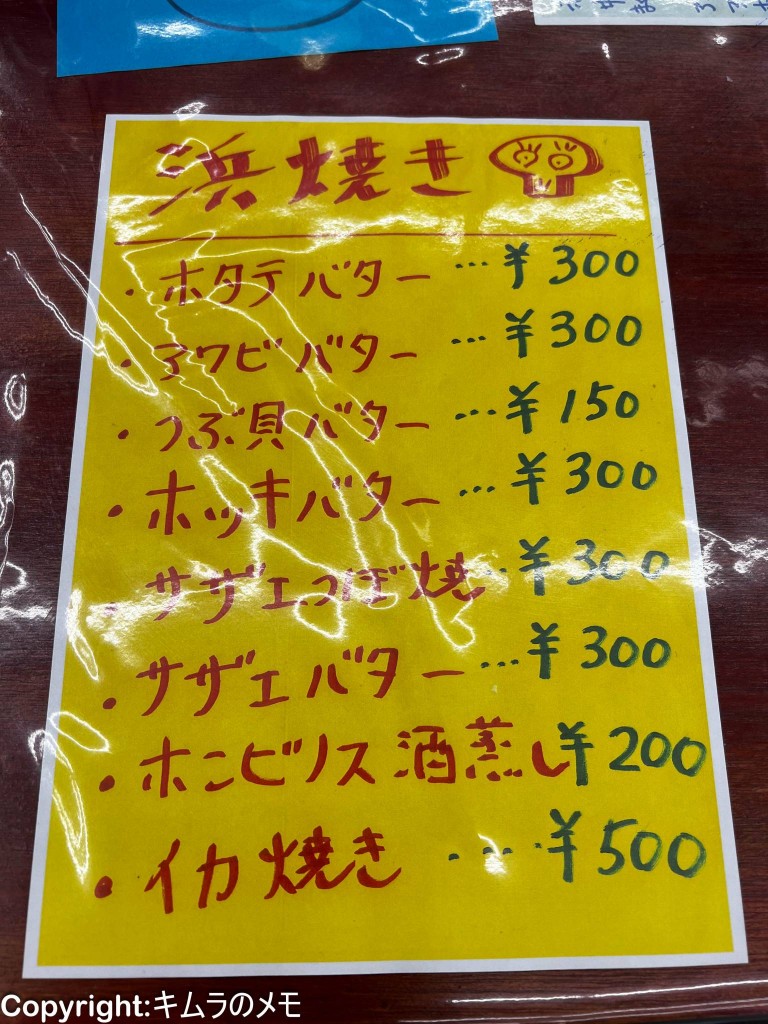 浜焼き
・ホタテバター …¥300
・アワビバター …¥300
・つぶ貝バター …¥150
・ホッキバター …¥300
・サザエつぼ焼 …¥300
・サザエバター …¥300
・ホンビノス酒蒸し¥200
・イカ焼き …¥500
Copyright:キムラのメモ